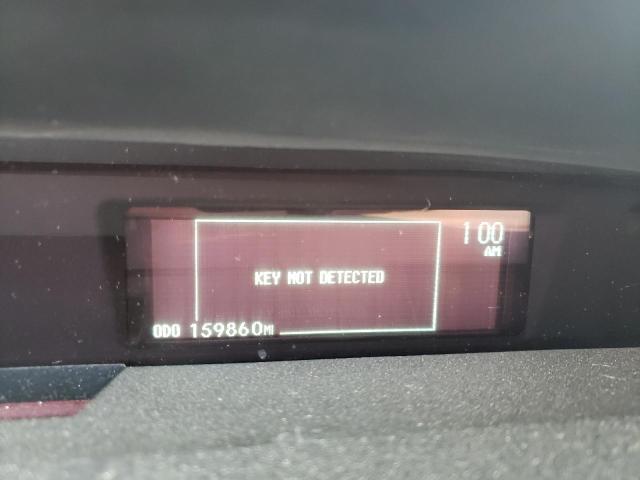 1:00
AM
KEY NOT DETECTED
ODO 159860MI